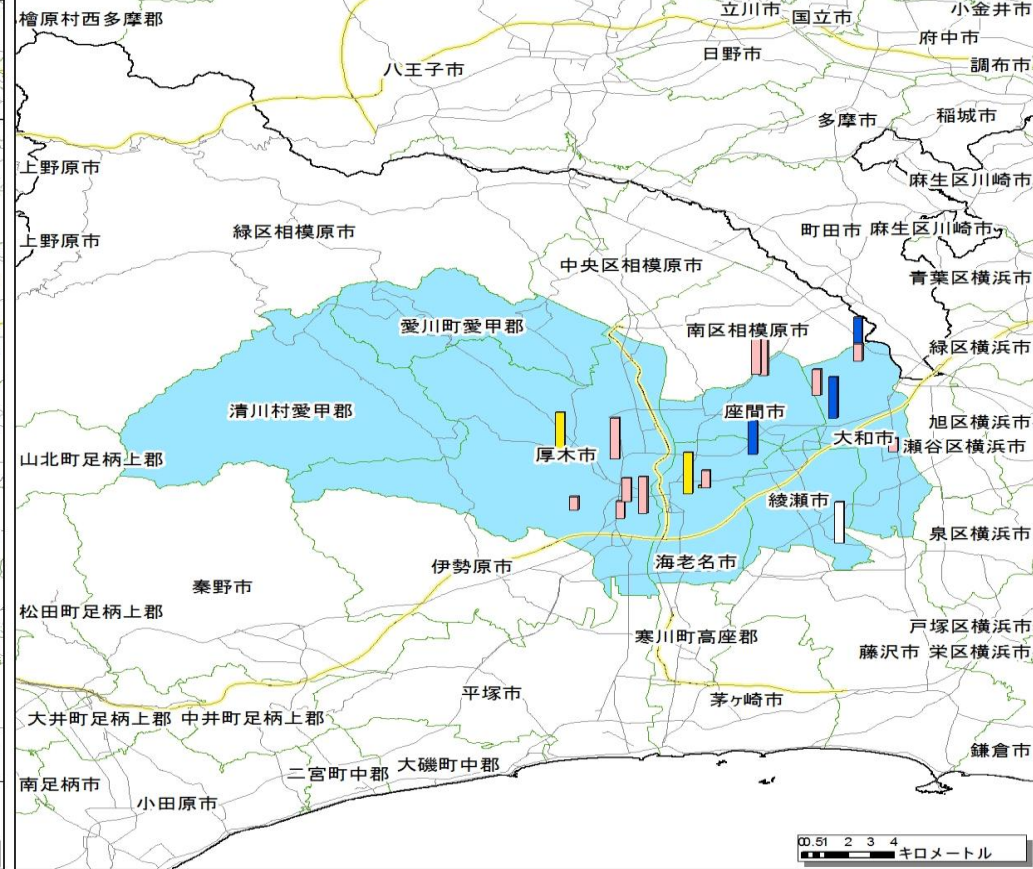 檜原村西多摩郡
立川市
国立市
小金井市
府中市
八王子市
日野市
調布市
多摩市
稲城市
上野原市
麻生区川崎市
上野原市
緑区相模原市
町田市
麻生区川崎市
中央区相模原市
青葉区横浜市
愛川町愛甲郡
南区相模原市
緑区横浜市
清川村愛甲郡
座間市
旭区横浜市
大和市
瀬谷区横浜市
山北町足柄上郡
厚木市
綾瀬市
泉区横浜市
伊勢原市
海老名市
秦野市
松田町足柄上郡
戸塚区横浜市
寒川町高座郡
藤沢市
栄区横浜市
平塚市
茅ヶ崎市
大井町足柄上郡
中井町足柄上郡
鎌倉市
二宮町中郡
大磯町中郡
南足柄市
小田原市
00.51 2 3 4
キロメートル